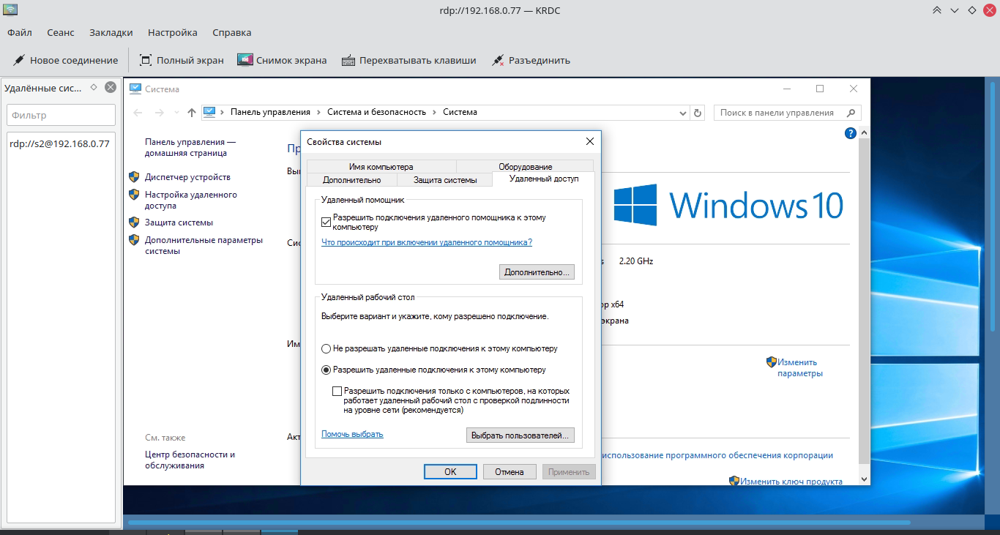 rdp://192.168.0.77 — KRDC
Файл Сеанс Закладки Настройка Справка
Новое соединение Полный экран Снимок экрана Перехватывать клавиши Разъединить
Удалённые сис...
Фильтр
rdp://s2@192.168.0.77
Система
Панель управления Система и безопасность Система
Поиск в панели управления
Панель управления —
домашняя страница
Диспетчер устройств
Настройка удаленного
доступа
Защита системы
Дополнительные параметры
системы
См. также
Центр безопасности и
обслуживания
Свойства системы
Имя компьютера Оборудование
Дополнительно Защита системы Удаленный доступ
Удаленный помощник
Разрешить подключения удаленного помощника к этому
компьютеру
Что происходит при включении удаленного помощника?
Дополнительно...
Удаленный рабочий стол
Выберите вариант и укажите, кому разрешено подключение.
Не разрешать удаленные подключения к этому компьютеру
Разрешить удаленные подключения к этому компьютеру
Разрешить подключения только с компьютеров, на которых
работает удаленный рабочий стол с проверкой подлинности
на уровне сети (рекомендуется)
Помочь выбрать
Выбрать пользователей...
OK Отмена Применить
Windows 10
2.20 GHz
x64
экрана
Изменить
параметры
использование программного обеспечения корпорации
Изменить ключ продукта